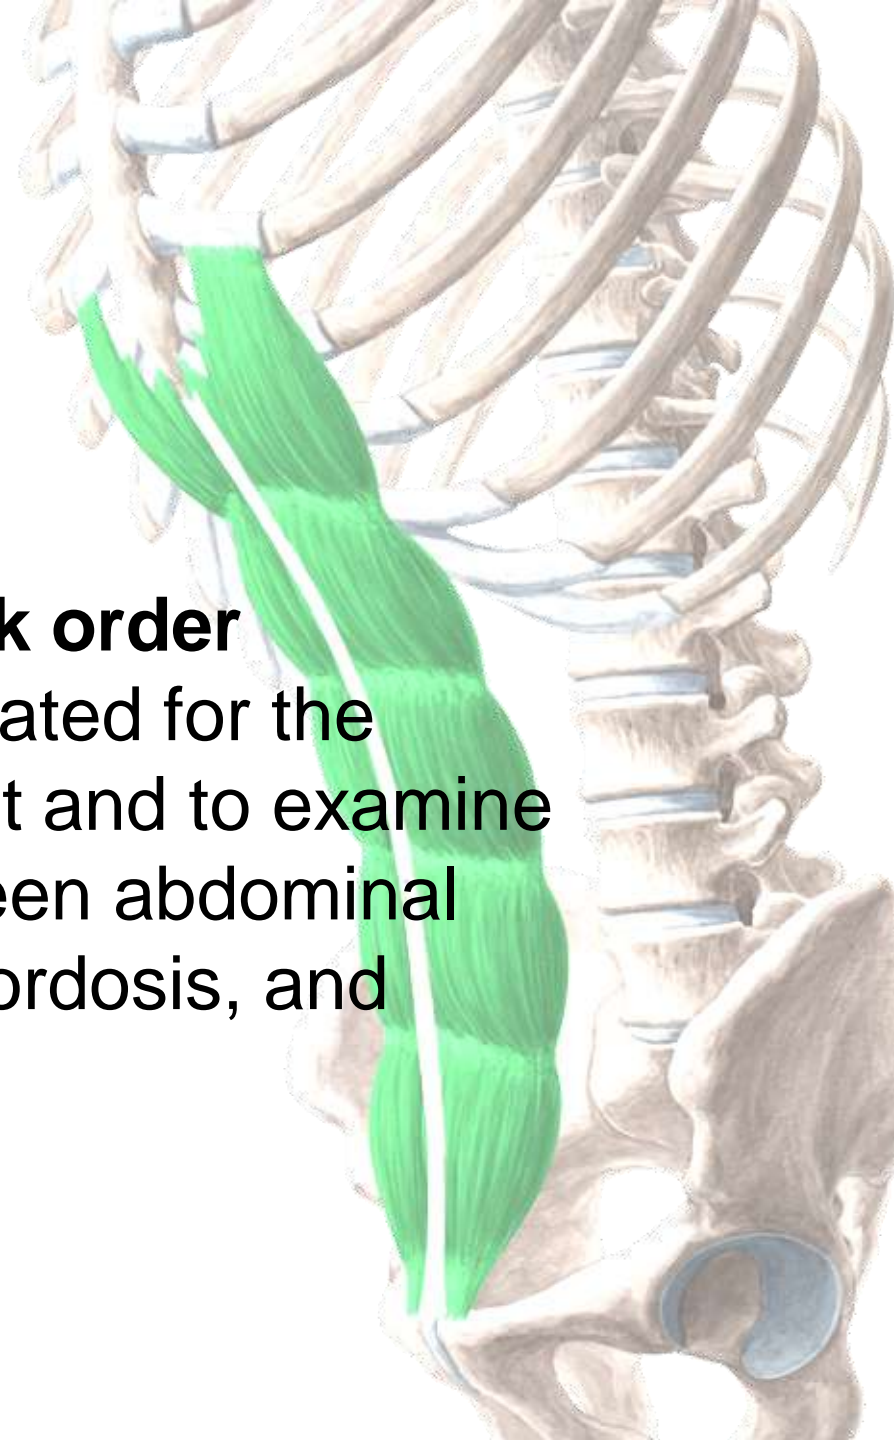 k order
ated for the
t and to examine
een abdominal
ordosis, and